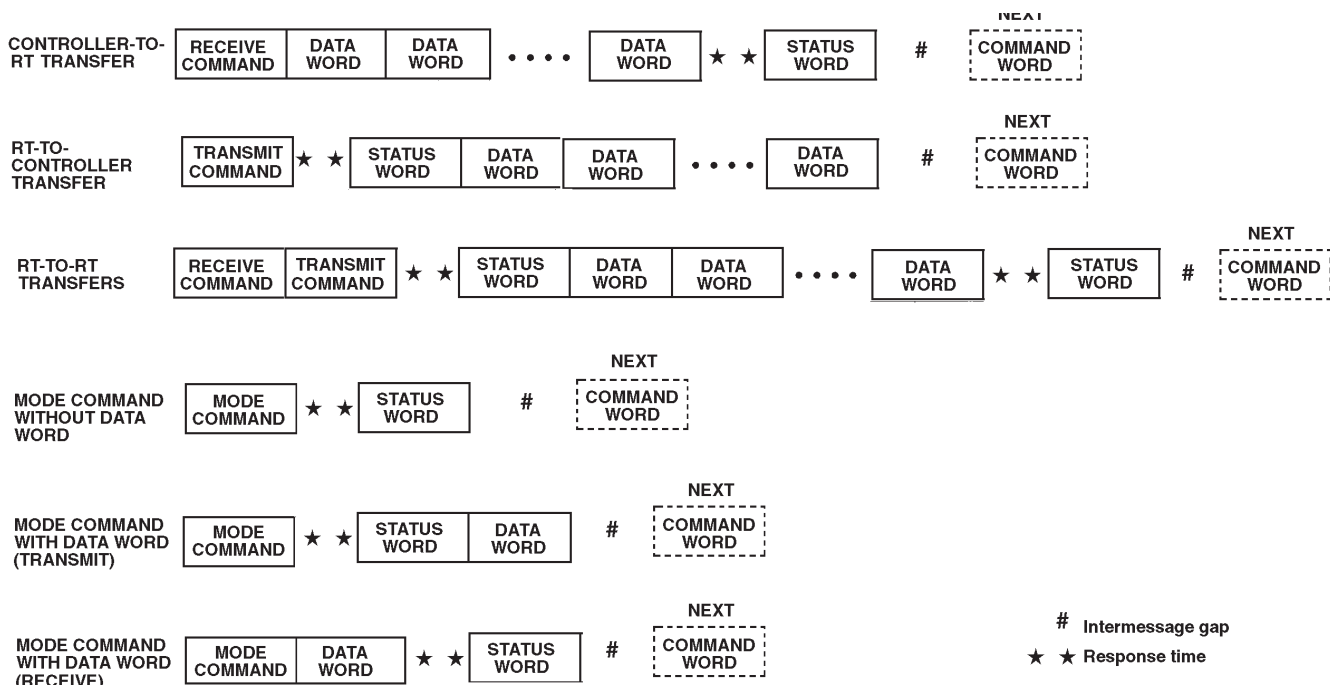 NEXT
CONTROLLER-TO-
RT TRANSFER
RECEIVE
COMMAND
DATA
WORD
DATA
WORD
• • • •
DATA
WORD
★ ★
STATUS
WORD
#
COMMAND
WORD
RT-TO-
CONTROLLER
TRANSFER
TRANSMIT
COMMAND
★ ★
STATUS
WORD
DATA
WORD
DATA
WORD
• • • •
DATA
WORD
#
NEXT
COMMAND
WORD
RT-TO-RT
TRANSFERS
RECEIVE
COMMAND
TRANSMIT
COMMAND
★ ★
STATUS
WORD
DATA
WORD
DATA
WORD
• • • •
DATA
WORD
★ ★
STATUS
WORD
#
NEXT
COMMAND
WORD
MODE COMMAND
WITHOUT DATA
WORD
MODE
COMMAND
★ ★
STATUS
WORD
#
NEXT
COMMAND
WORD
MODE COMMAND
WITH DATA WORD
(TRANSMIT)
MODE
COMMAND
★ ★
STATUS
WORD
DATA
WORD
#
NEXT
COMMAND
WORD
MODE COMMAND
WITH DATA WORD
(RECEIVE)
MODE
COMMAND
DATA
WORD
★ ★
STATUS
WORD
#
NEXT
COMMAND
WORD
# Intermessage gap
★ ★ Response time